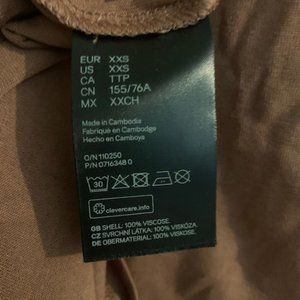 EUR XXS
US XXS
CA TTP
CN 155/76A
MX XXCH
Made in Cambodia
Fabriqué en Cambodge
Hecho en Camboya
O/N 110250
P/N 0716348 0
30
clevercare.info
GB SHELL: 100% VISCOSE.
CZ SVRCHNÍ LÁTKA: 100% VISKÓZA.
DE OBERMATERIAL: 100% VISKOSE.